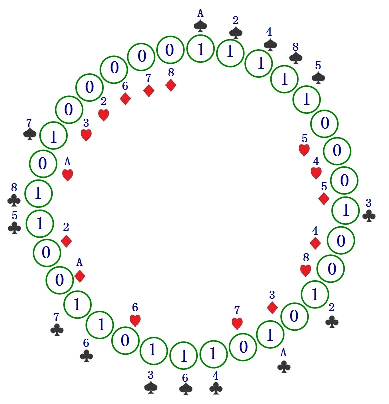 A ♠ 2 ♠ 4 ♠ 8 ♠ 5 ♠ 3 ♣ 2 ♣ A ♣ 4 ♣ 6 ♣ 3 ♣ 6 ♣ 7 ♣ 5 ♣ 8 ♣ 7 ♠
1 1 1 1 1 0 0 0 1 0 0 1 0 1 0 1 1 1 0 1 1 0 0 1 1 0 1 0 0 0 0 0
5 ♥ 4 ♥ 5 ♦ 4 ♦ 8 ♥ 3 ♦ 7 ♥ 6 ♥ A ♦ 2 ♦ A ♥ 3 ♥ 2 ♥ 6 ♦ 7 ♦ 8 ♦